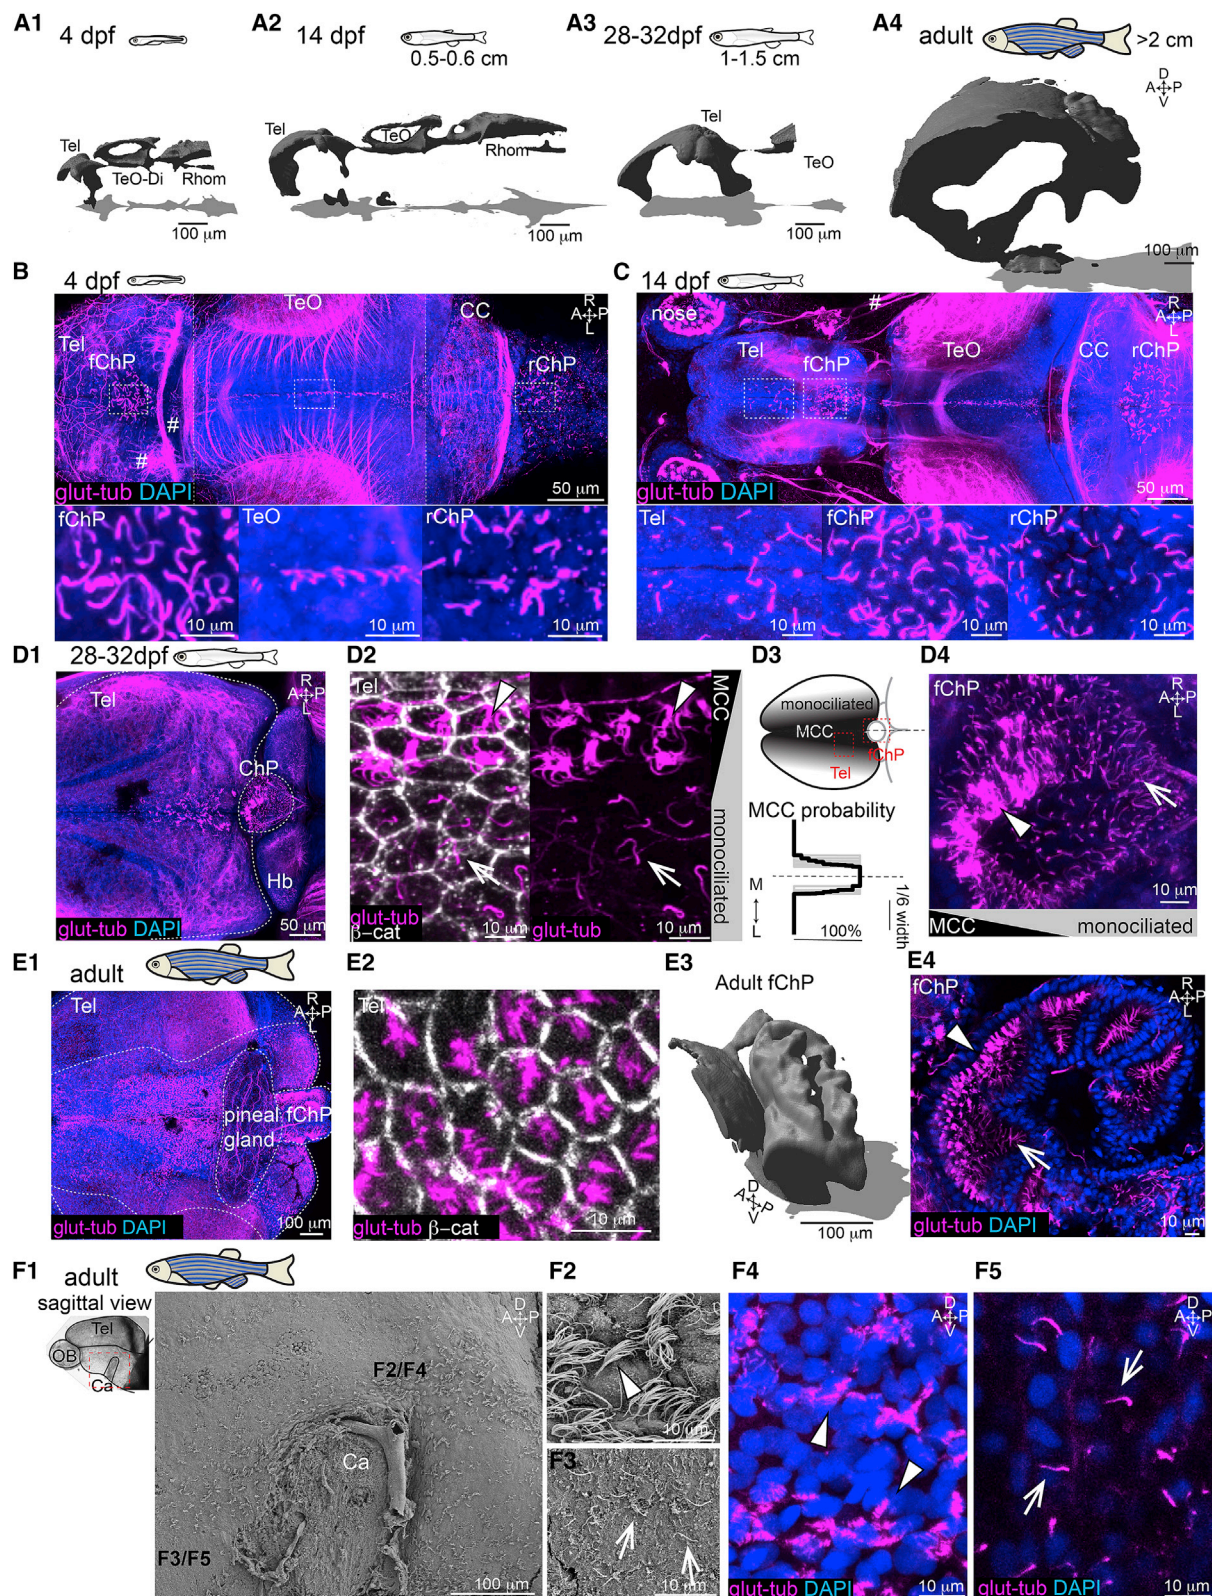 A1 4 dpf
A2 14 dpf
0.5-0.6 cm
A3 28-32dpf
1-1.5 cm
A4 adult >2 cm
D
A P
V
Tel
TeO-Di
Rhom
100 µm
Tel
TeO
Rhom
100 µm
Tel
TeO
100 µm
100 µm
B 4 dpf
Tel
fChP
TeO
CC
rChP
R
A P
L
#
#
glut-tub DAPI
50 µm
fChP
10 µm
TeO
10 µm
rChP
10 µm
C 14 dpf
nose
Tel
fChP
#
TeO
CC
rChP
R
A P
L
glut-tub DAPI
50 µm
Tel
10 µm
fChP
10 µm
rChP
10 µm
D1 28-32dpf
Tel
ChP
Hb
R
A P
L
glut-tub DAPI
50 µm
D2
Tel
glut-tub
β-cat
10 µm
glut-tub
10 µm
MCC
monociliated
D3
monociliated
MCC
fChP
Tel
MCC probability
M
L
100%
1/6 width
D4
fChP
R
A P
L
10 µm
MCC
monociliated
E1 adult
Tel
R
A P
L
pineal
gland
fChP
glut-tub DAPI
100 µm
E2
Tel
glut-tub β-cat
10 µm
E3
Adult fChP
D
A P
V
100 µm
E4
fChP
R
A P
L
glut-tub DAPI
10 µm
F1 adult
sagittal view
Tel
OB
Ca
D
A P
V
F2/F4
Ca
F3/F5
100 µm
F2
10 µm
F3
10 µm
F4
D
A P
V
glut-tub DAPI
10 µm
F5
D
A P
V
glut-tub DAPI
10 µm